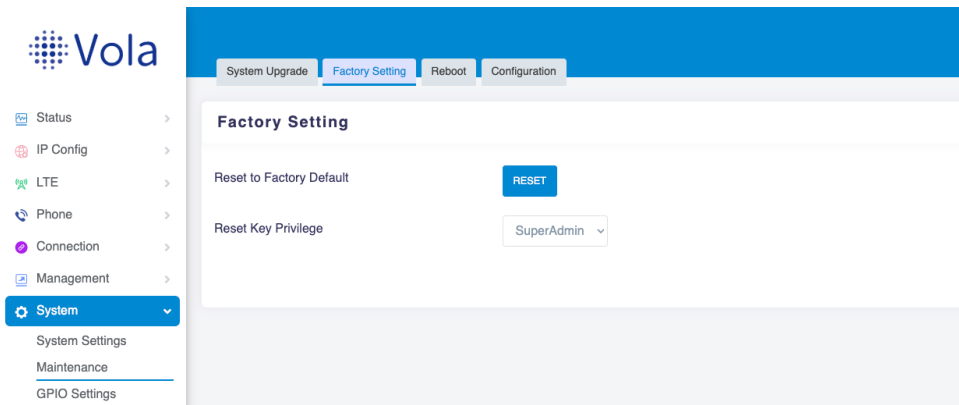 Vola
System Upgrade Factory Setting Reboot Configuration
Factory Setting
Status
IP Config
LTE
Phone
Connection
Management
System
System Settings
Maintenance
GPIO Settings
Reset to Factory Default RESET
Reset Key Privilege SuperAdmin